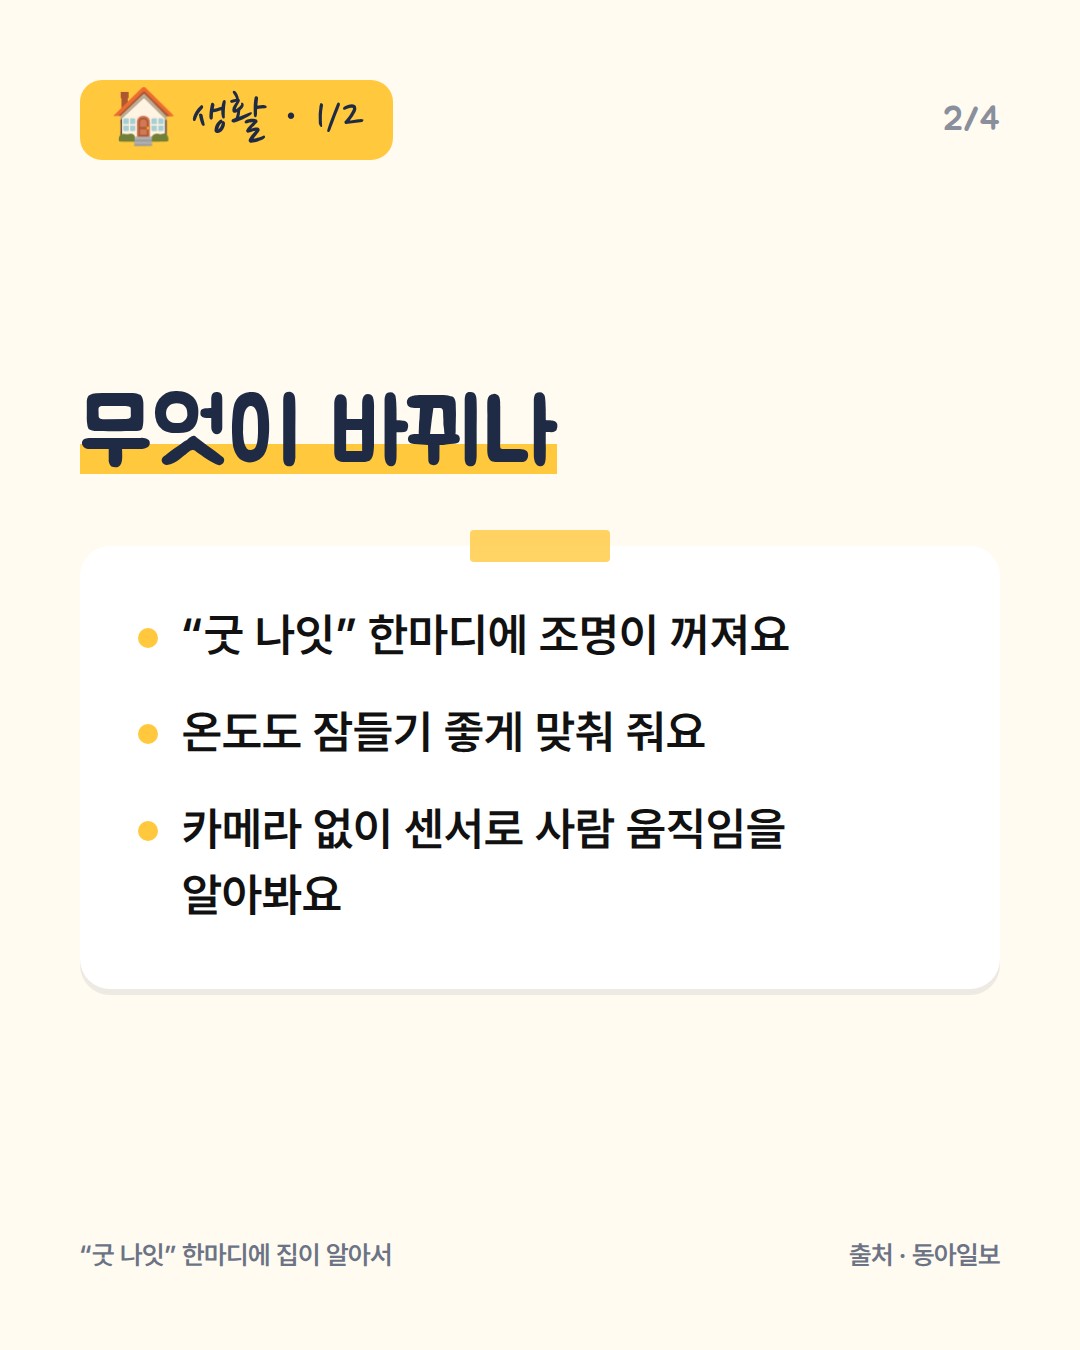 생활 · 1/2
2/4
무엇이 바뀌나
“굿 나잇” 한마디에 조명이 꺼져요
온도도 잠들기 좋게 맞춰 줘요
카메라 없이 센서로 사람 움직임을
알아봐요
“굿 나잇” 한마디에 집이 알아서
출처 · 동아일보